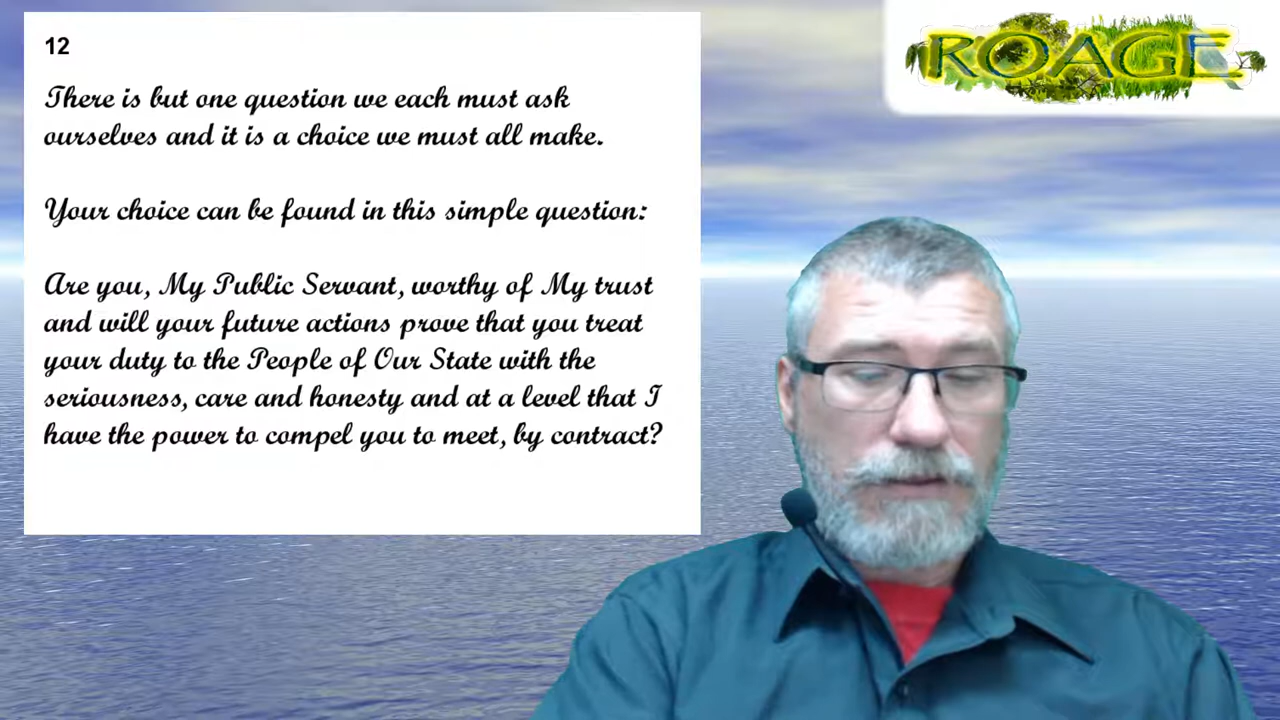 12
There is but one question we each must ask
ourselves and it is a choice we must all make.
Your choice can be found in this simple question:
Are you, My Public Servant, worthy of My trust
and will your future actions prove that you treat
your duty to the People of Our State with the
seriousness, care and honesty and at a level that I
have the power to compel you to meet, by contract?
ROAGE